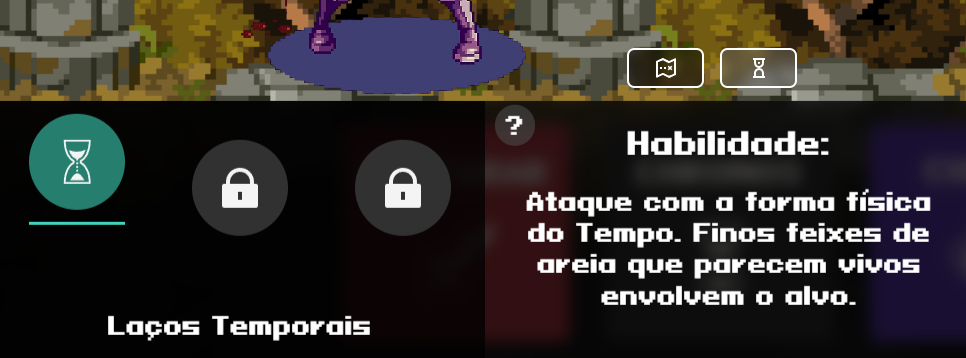 ?
Habilidade:
Ataque com a forma física
do Tempo. Finos feixes de
areia que parecem vivos
envolvem o alvo.
Laços Temporais